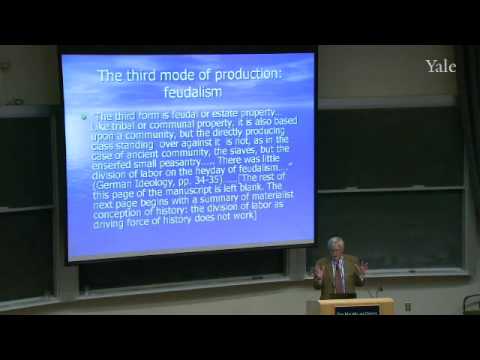 Yale
The third mode of production:
feudalism
"The third form is feudal or estate property..
Like tribal or communal property, it is also based
upon a community, but the directly producing
class standing over against it is not, as in the
case of ancient community, the slaves, but the
enserfed small peasantry..... There was little
division of labor on the heyday of feudalism. .."
(German Ideology, pp. 34-35) ....[The rest of
this page of the manuscript is left blank. The
next page begins with a summary of materialist
conception of history: the division of labor as
driving force of history does not work]